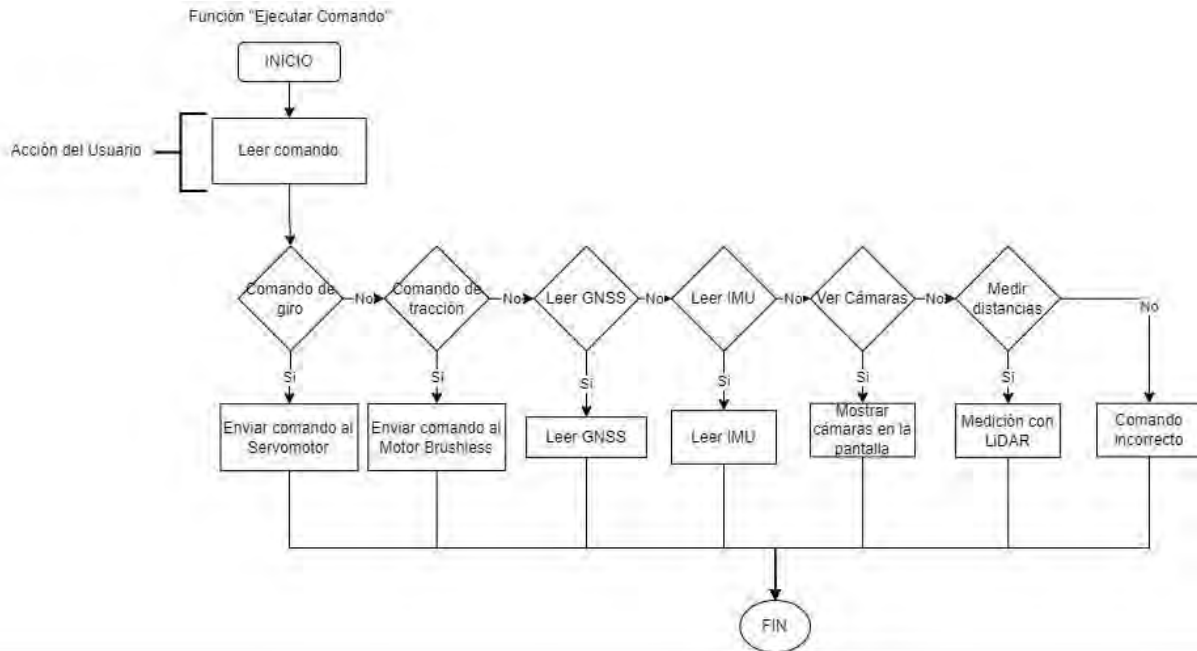 Función "Ejecutar Comando"
INICIO
Acción del Usuario
Leer comando
Comando de
giro
No
Comando de
tracción
No
Leer GNSS
No
Leer IMU
No
Ver Cámaras
No
Medir
distancias
No
Si
Si
Si
Si
Si
Si
Enviar comando al
Servomotor
Enviar comando al
Motor Brushless
Leer GNSS
Leer IMU
Mostrar
cámaras en la
pantalla
Medición con
LiDAR
Comando
incorrecto
FIN